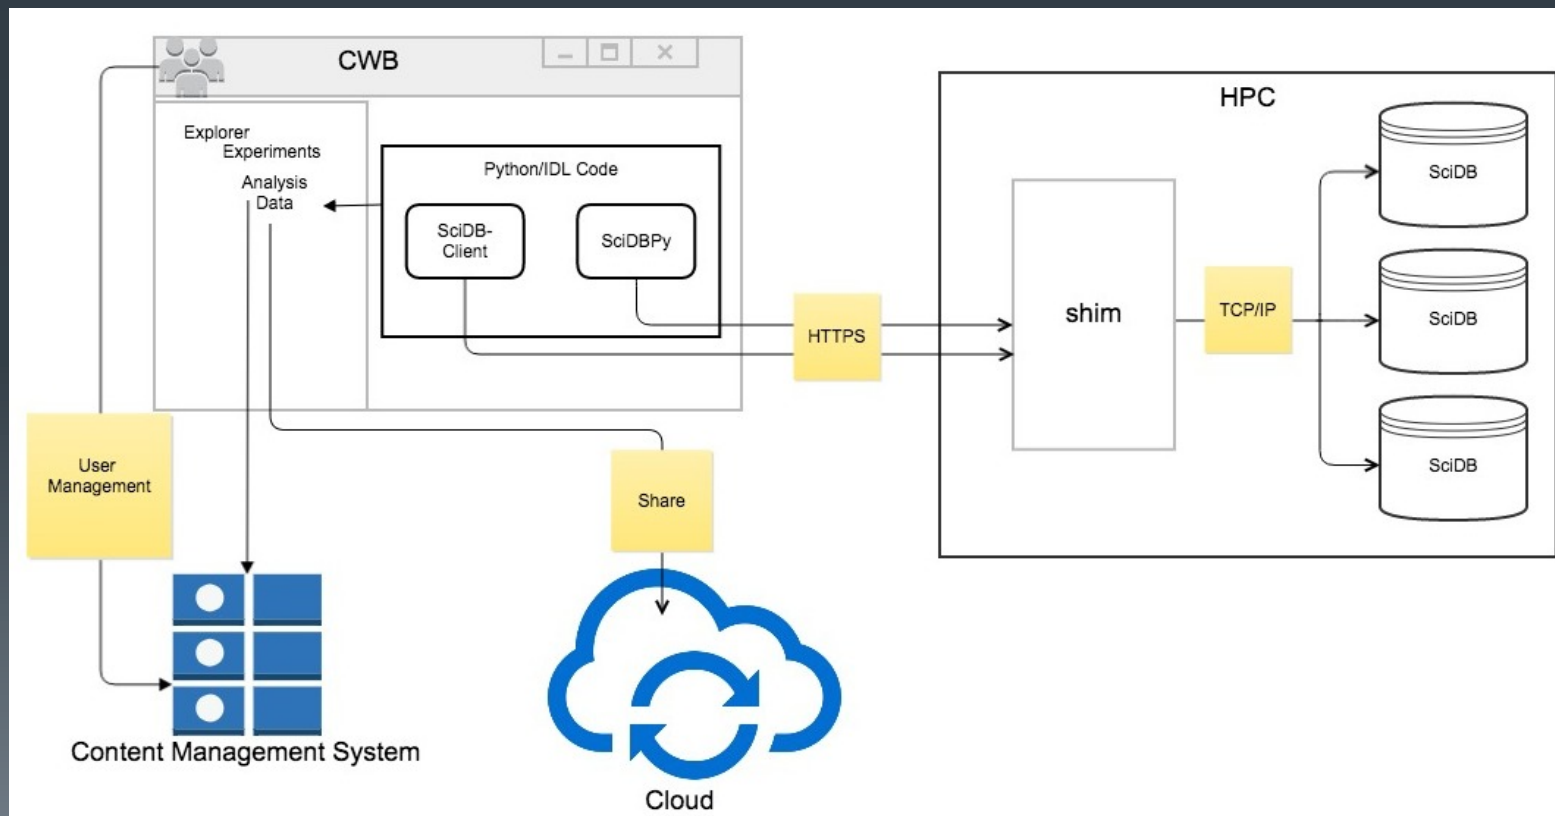 CWB
Explorer
Experiments
Analysis
Data
Python/IDL Code
SciDB-
Client
SciDBPy
HTTPS
HPC
shim
TCP/IP
SciDB
SciDB
SciDB
User
Management
Share
Content Management System
Cloud